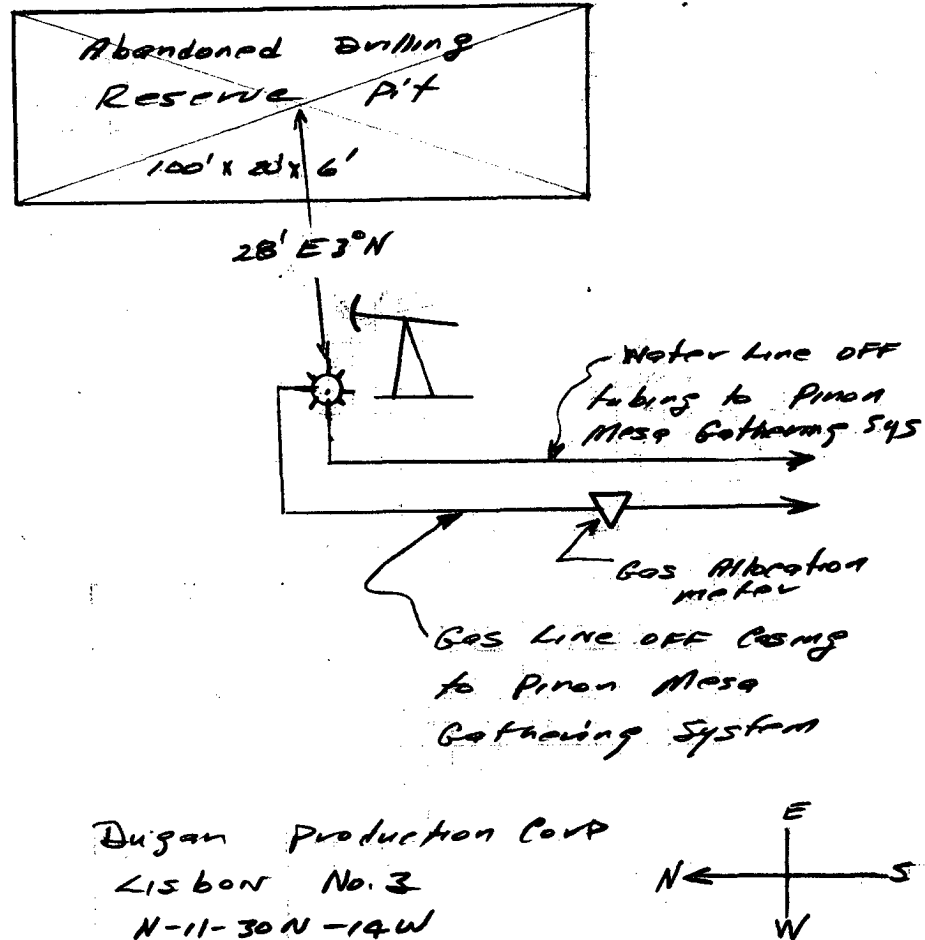 Abandoned Drilling
Reserve Pit
100' x 20' x 6'
28' E 3° N
Water Line OFF
tubing to Pinon
Mesa Gathering Sys
Gas Allocation
meter
Gas Line OFF Casing
to Pinon Mesa
Gathering System
Dugan Production Corp
Lisbon No. 3
N-11-30N-14W
E
N S
W